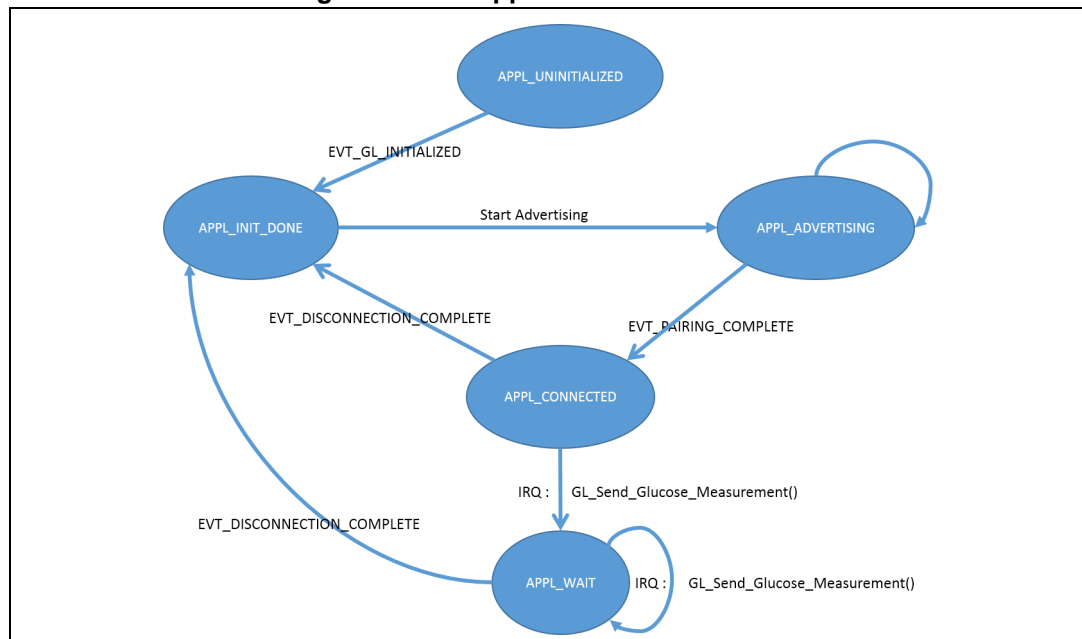 APPL_UNINITIALIZED
EVT_GL_INITIALIZED
APPL_INIT_DONE
Start Advertising
APPL_ADVERTISING
EVT_DISCONNECTION_COMPLETE
EVT_PAIRING_COMPLETE
APPL_CONNECTED
IRQ : GL_Send_Glucose_Measurement()
EVT_DISCONNECTION_COMPLETE
APPL_WAIT
IRQ : GL_Send_Glucose_Measurement()